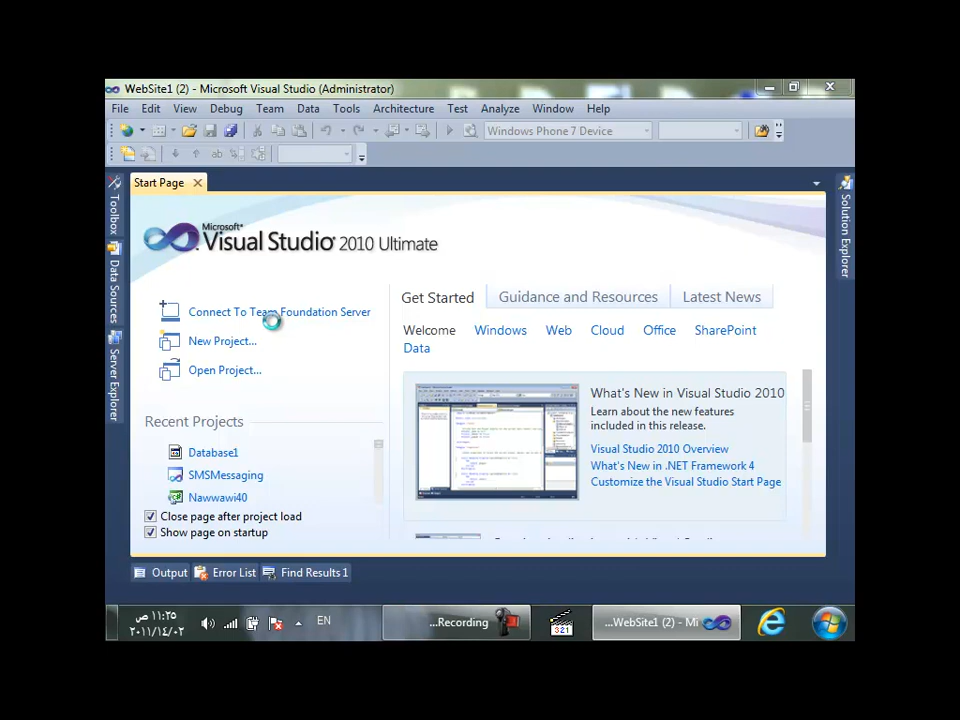 WebSite1 (2) - Microsoft Visual Studio (Administrator)
File Edit View Debug Team Data Tools Architecture Test Analyze Window Help
Windows Phone 7 Device
Start Page
Toolbox
Data Sources
Server Explorer
Solution Explorer
Microsoft®
Visual Studio 2010 Ultimate
Connect To Team Foundation Server
New Project...
Open Project...
Recent Projects
Database1
SMSMessaging
Nawwawi40
Close page after project load
Show page on startup
Get Started Guidance and Resources Latest News
Welcome Windows Web Cloud Office SharePoint
Data
What's New in Visual Studio 2010
Learn about the new features
included in this release.
Visual Studio 2010 Overview
What's New in .NET Framework 4
Customize the Visual Studio Start Page
Output Error List Find Results 1
١١:٢٥ ص
٢٠١١/١٤/٠٢
EN
...Recording
321
...WebSite1 (2) - Mi